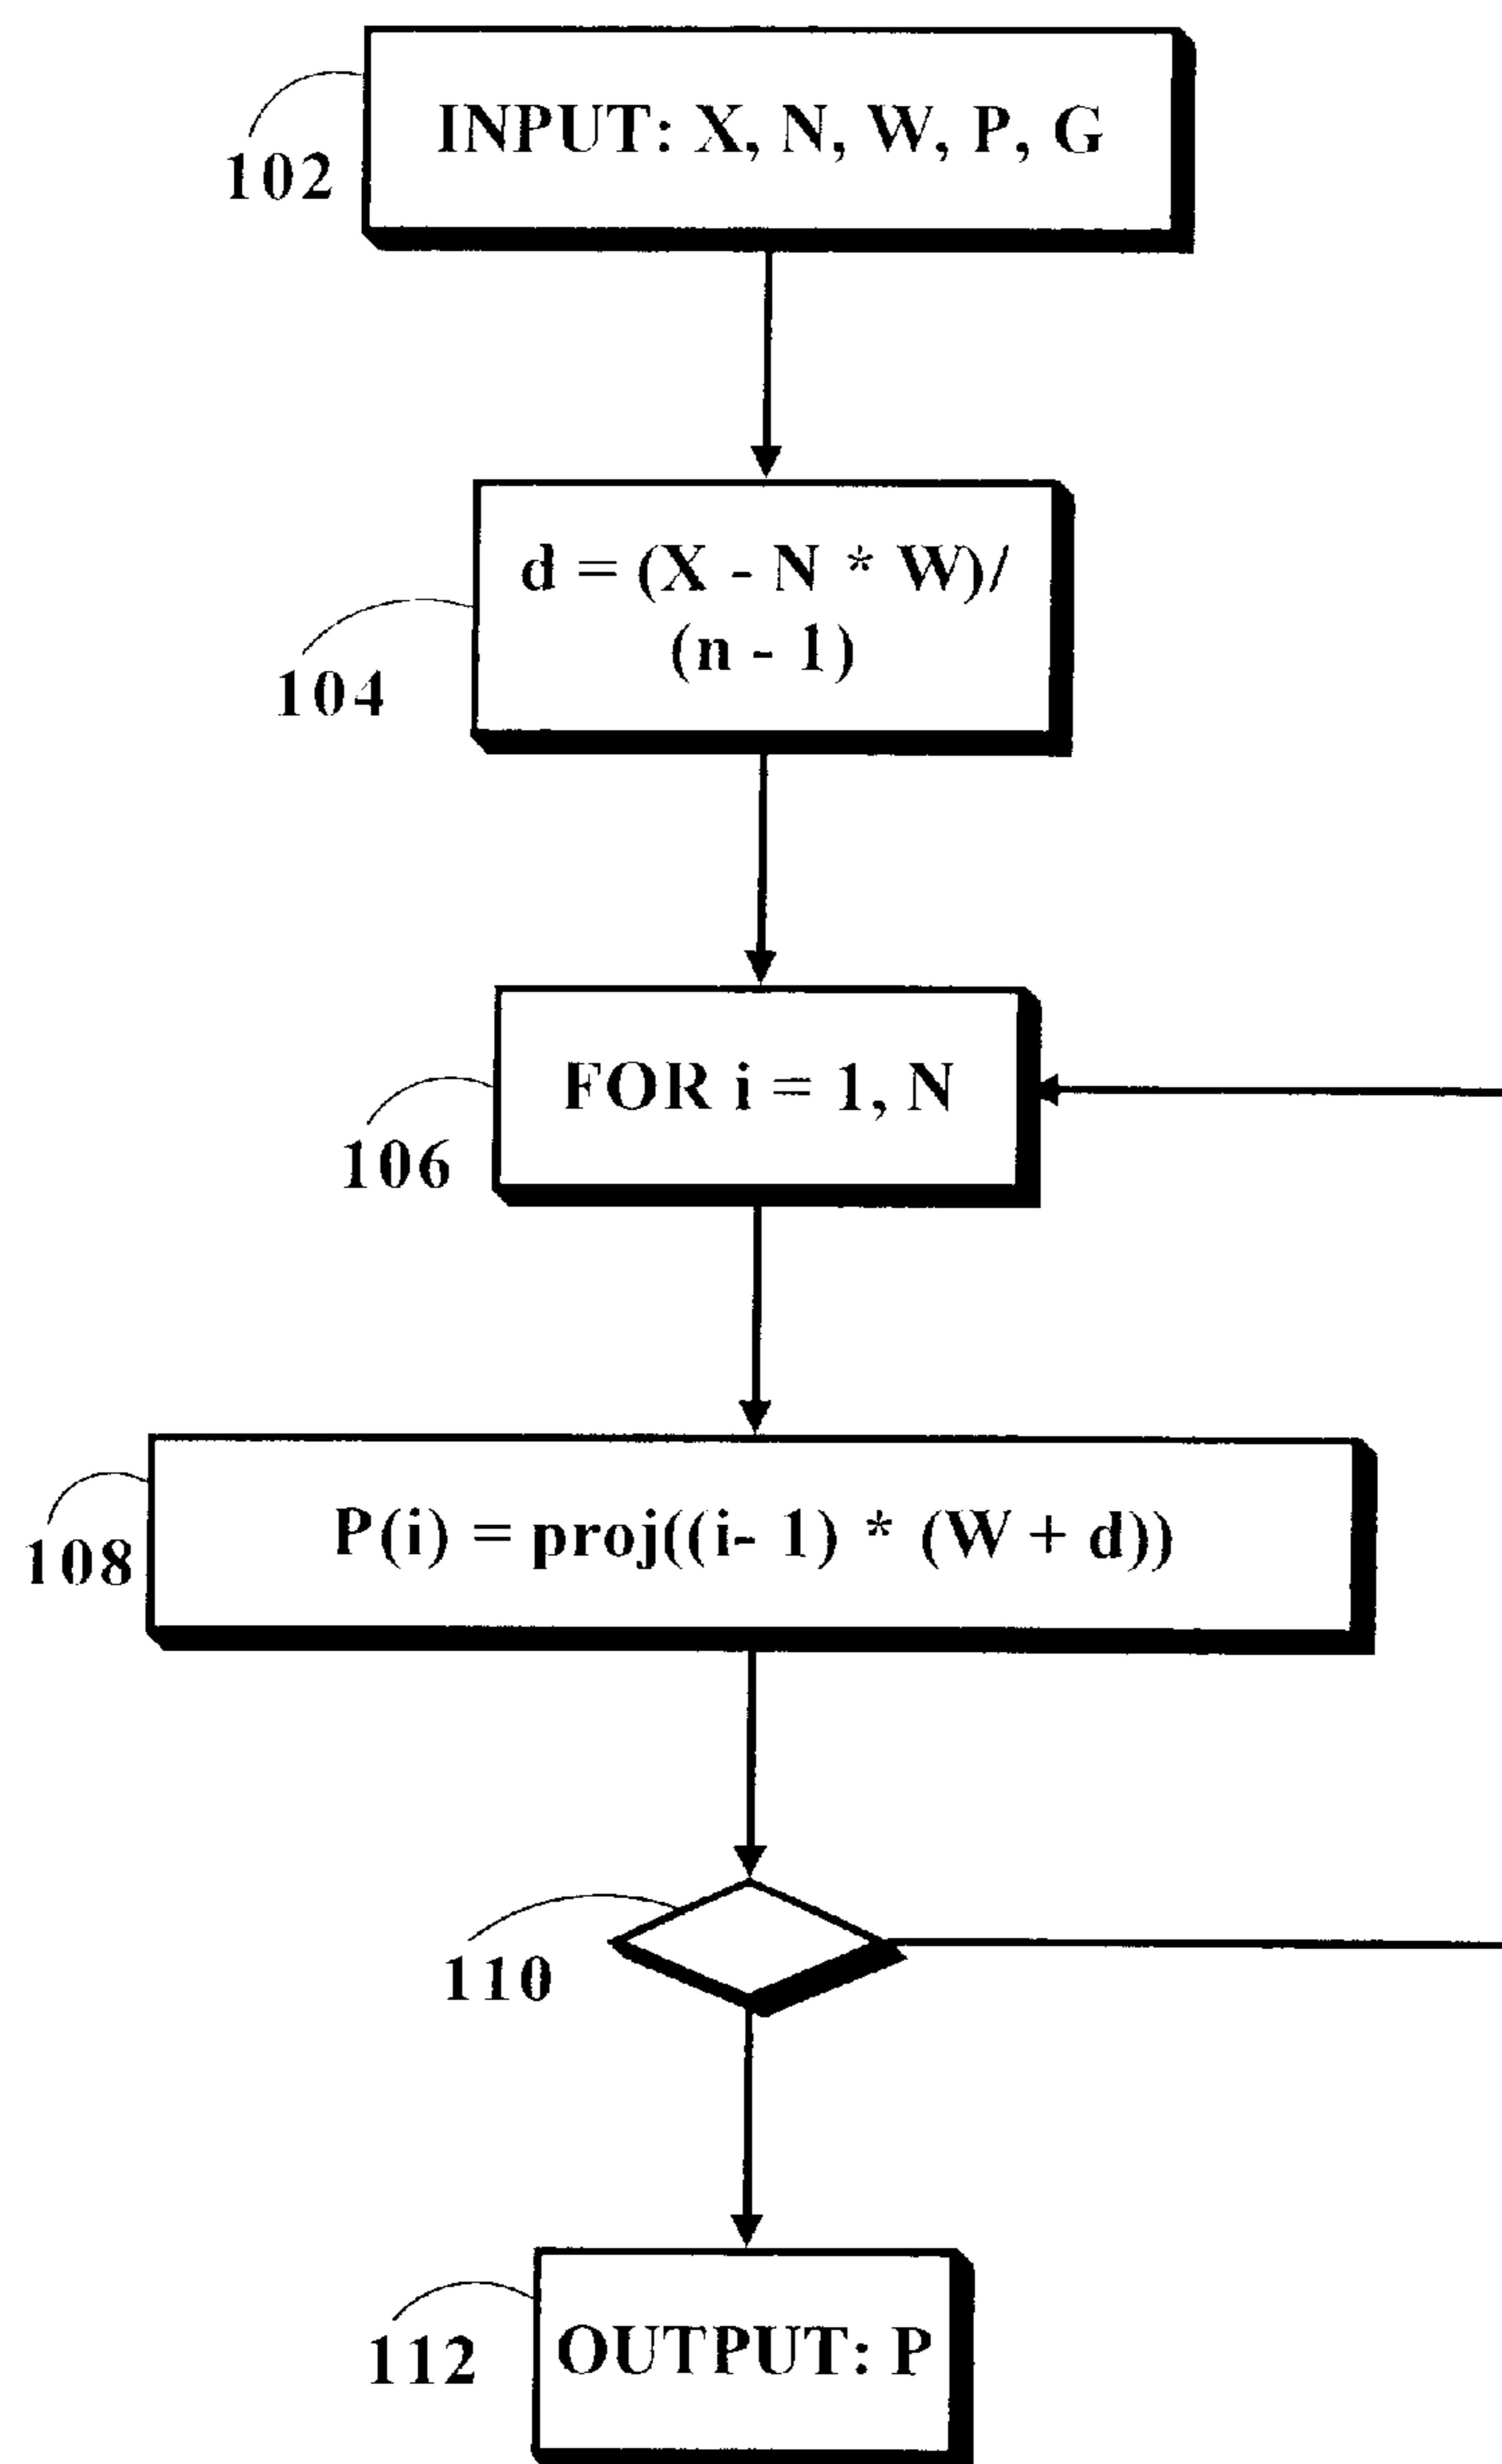 INPUT: X, N, W, P, G
102
d = (X - N * W)/
(n - 1)
104
FOR i = 1, N
106
P(i) = proj((i- 1) * (W + d))
108
110
OUTPUT: P
112